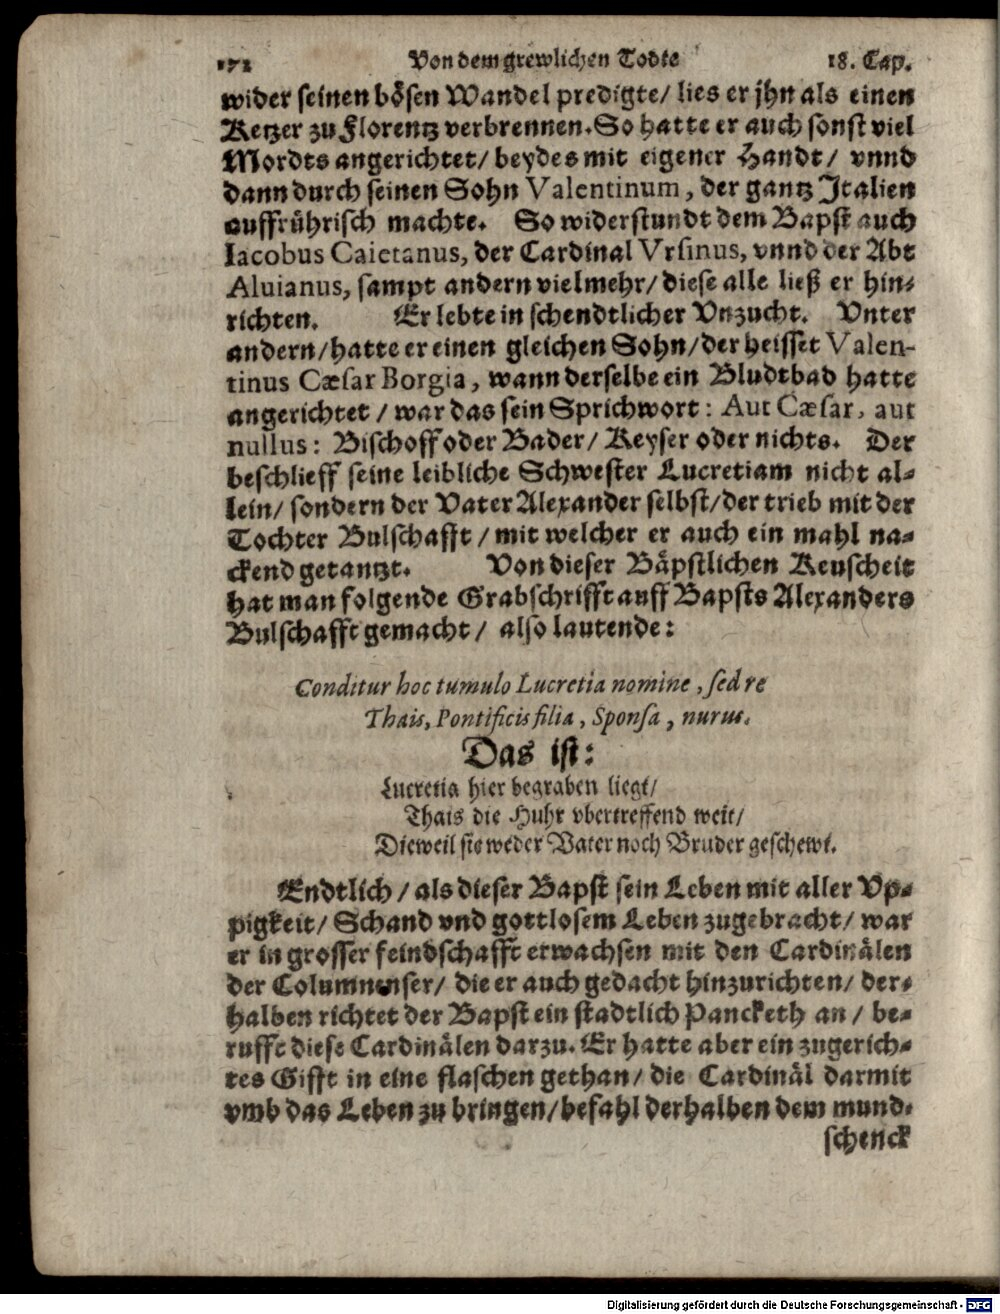 172 Von dem grewlichen Todte 18. Cap.
wider seinen bösen Wandel predigte/ lies er jhn als einen
Ketzer zu Florentz verbrennen. So hatte er auch sonst viel
Mordts angerichtet/ beydes mit eigener Handt/ vnnd
dann durch seinen Sohn Valentinum, der gantz Jtalien
auffrührisch machte. So widerstundt dem Bapst auch
Iacobus Caietanus, der Cardinal Vrsinus, vnnd der Abt
Aluianus, sampt andern vielmehr/ diese alle ließ er hin-
richten. Er lebte in schendtlicher Vnzucht. Vnter
andern/ hatte er einen gleichen Sohn/ der heisset Valen-
tinus Cæsar Borgia, wann derselbe ein Bludtbad hatte
angerichtet / war das sein Sprichwort: Aut Cæsar, aut
nullus: Bischoff oder Bader/ Keyser oder nichts. Der
beschlieff seine leibliche Schwester Lucretiam nicht al-
lein/ sondern der Vater Alexander selbst/ der trieb mit der
Tochter Bulschafft / mit welcher er auch ein mahl na-
ckend getantzt. Von dieser Bäpstlichen Keuscheit
hat man folgende Grabschrifft auff Bapsts Alexanders
Bulschafft gemacht/ also lautende:
Conditur hoc tumulo Lucretia nomine, sed re
Thais, Pontificis filia, Sponsa, nurus.
Das ist:
Lucretia hier begraben liegt/
Thais die Huhr vbertreffend weit/
Dieweil sie weder Vater noch Bruder geschewt.
Endtlich / als dieser Bapst sein Leben mit aller Vp-
pigkeit/ Schand vnd gottlosem Leben zugebracht/ war
er in grosser feindschafft erwachsen mit den Cardinälen
der Columnenser/ die er auch gedacht hinzurichten/ der-
halben richtet der Bapst ein stadtlich Pancketh an / be-
rufft diese Cardinälen darzu. Er hatte aber ein zugerich-
tes Gifft in eine flaschen gethan/ die Cardinäl darmit
vmb das Leben zu bringen/ befahl derhalben dem mund-
schenck
Digitalisierung gefördert durch die Deutsche Forschungsgemeinschaft - DFG